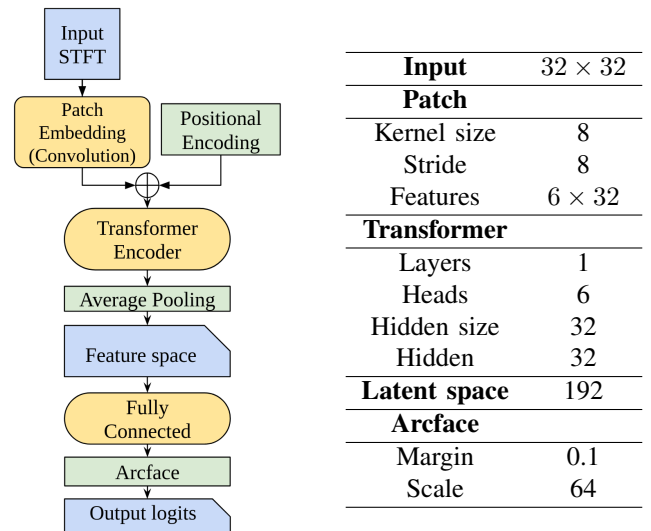 Input
STFT
Patch
Embedding
(Convolution)
Positional
Encoding
Transformer
Encoder
Average Pooling
Feature space
Fully
Connected
Arcface
Output logits
Input 32 × 32
Patch
Kernel size 8
Stride 8
Features 6 × 32
Transformer
Layers 1
Heads 6
Hidden size 32
Hidden 32
Latent space 192
Arcface
Margin 0.1
Scale 64